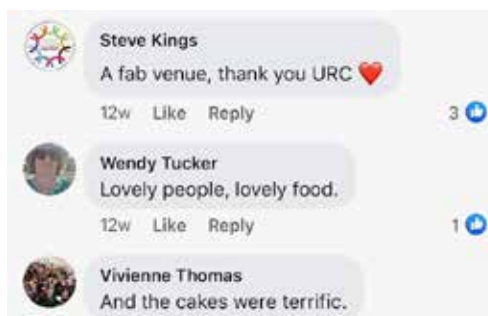 Steve Kings
A fab venue, thank you URC ❤️
12w Like Reply 3
Wendy Tucker
Lovely people, lovely food.
12w Like Reply 1
Vivienne Thomas
And the cakes were terrific.